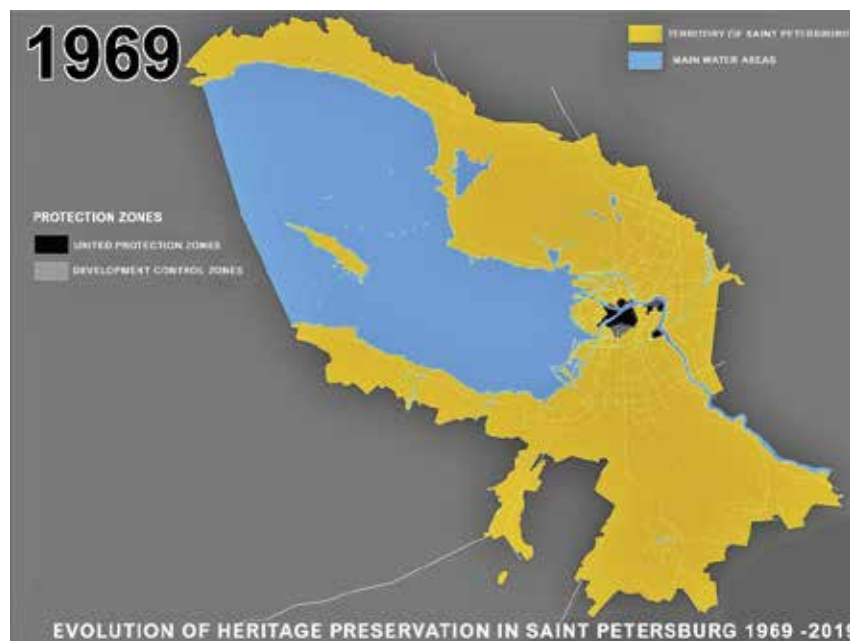 1969
TERRITORY OF SAINT PETERSBURG
MAIN WATER AREAS
PROTECTION ZONES
UNITED PROTECTION ZONES
DEVELOPMENT CONTROL ZONES
EVOLUTION OF HERITAGE PRESERVATION IN SAINT PETERSBURG 1969 -2019